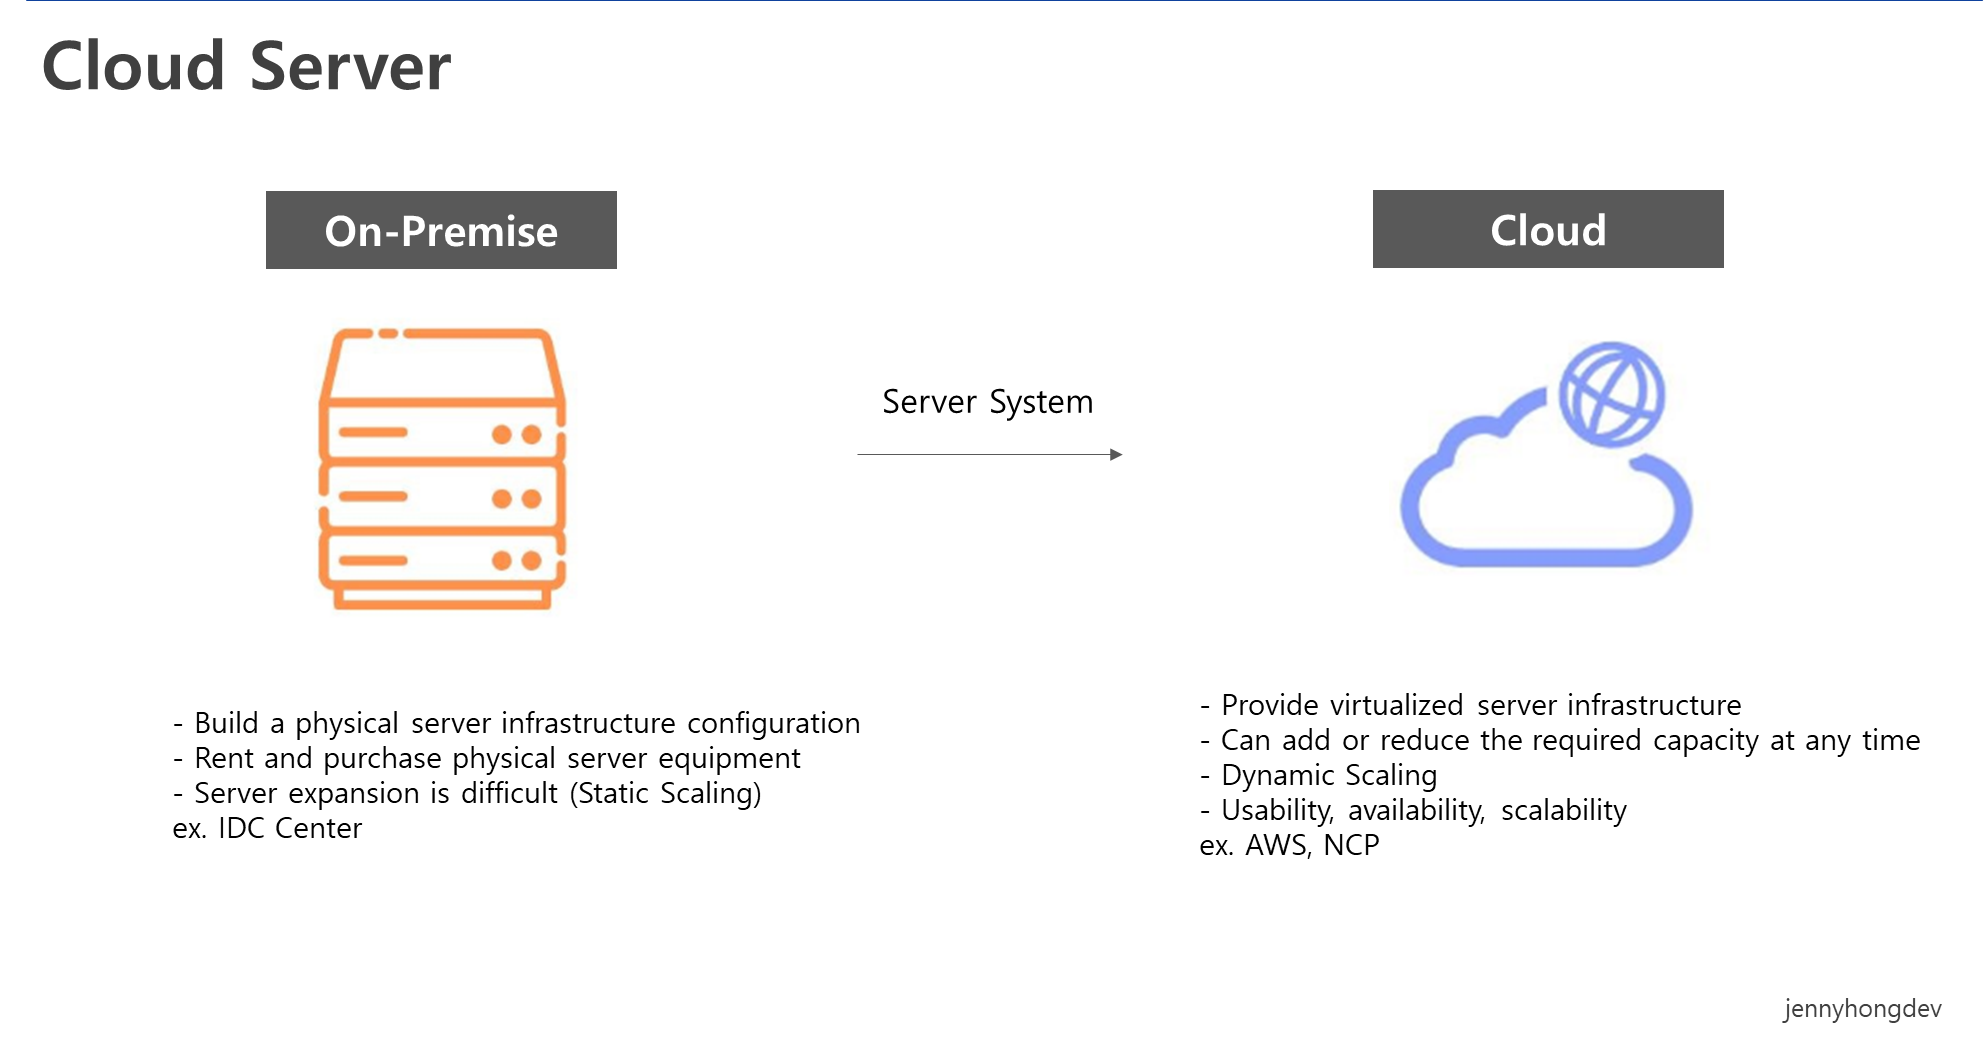 Cloud Server
On-Premise
Cloud
Server System
- Build a physical server infrastructure configuration
- Rent and purchase physical server equipment
- Server expansion is difficult (Static Scaling)
ex. IDC Center
- Provide virtualized server infrastructure
- Can add or reduce the required capacity at any time
- Dynamic Scaling
- Usability, availability, scalability
ex. AWS, NCP
jennyhongdev